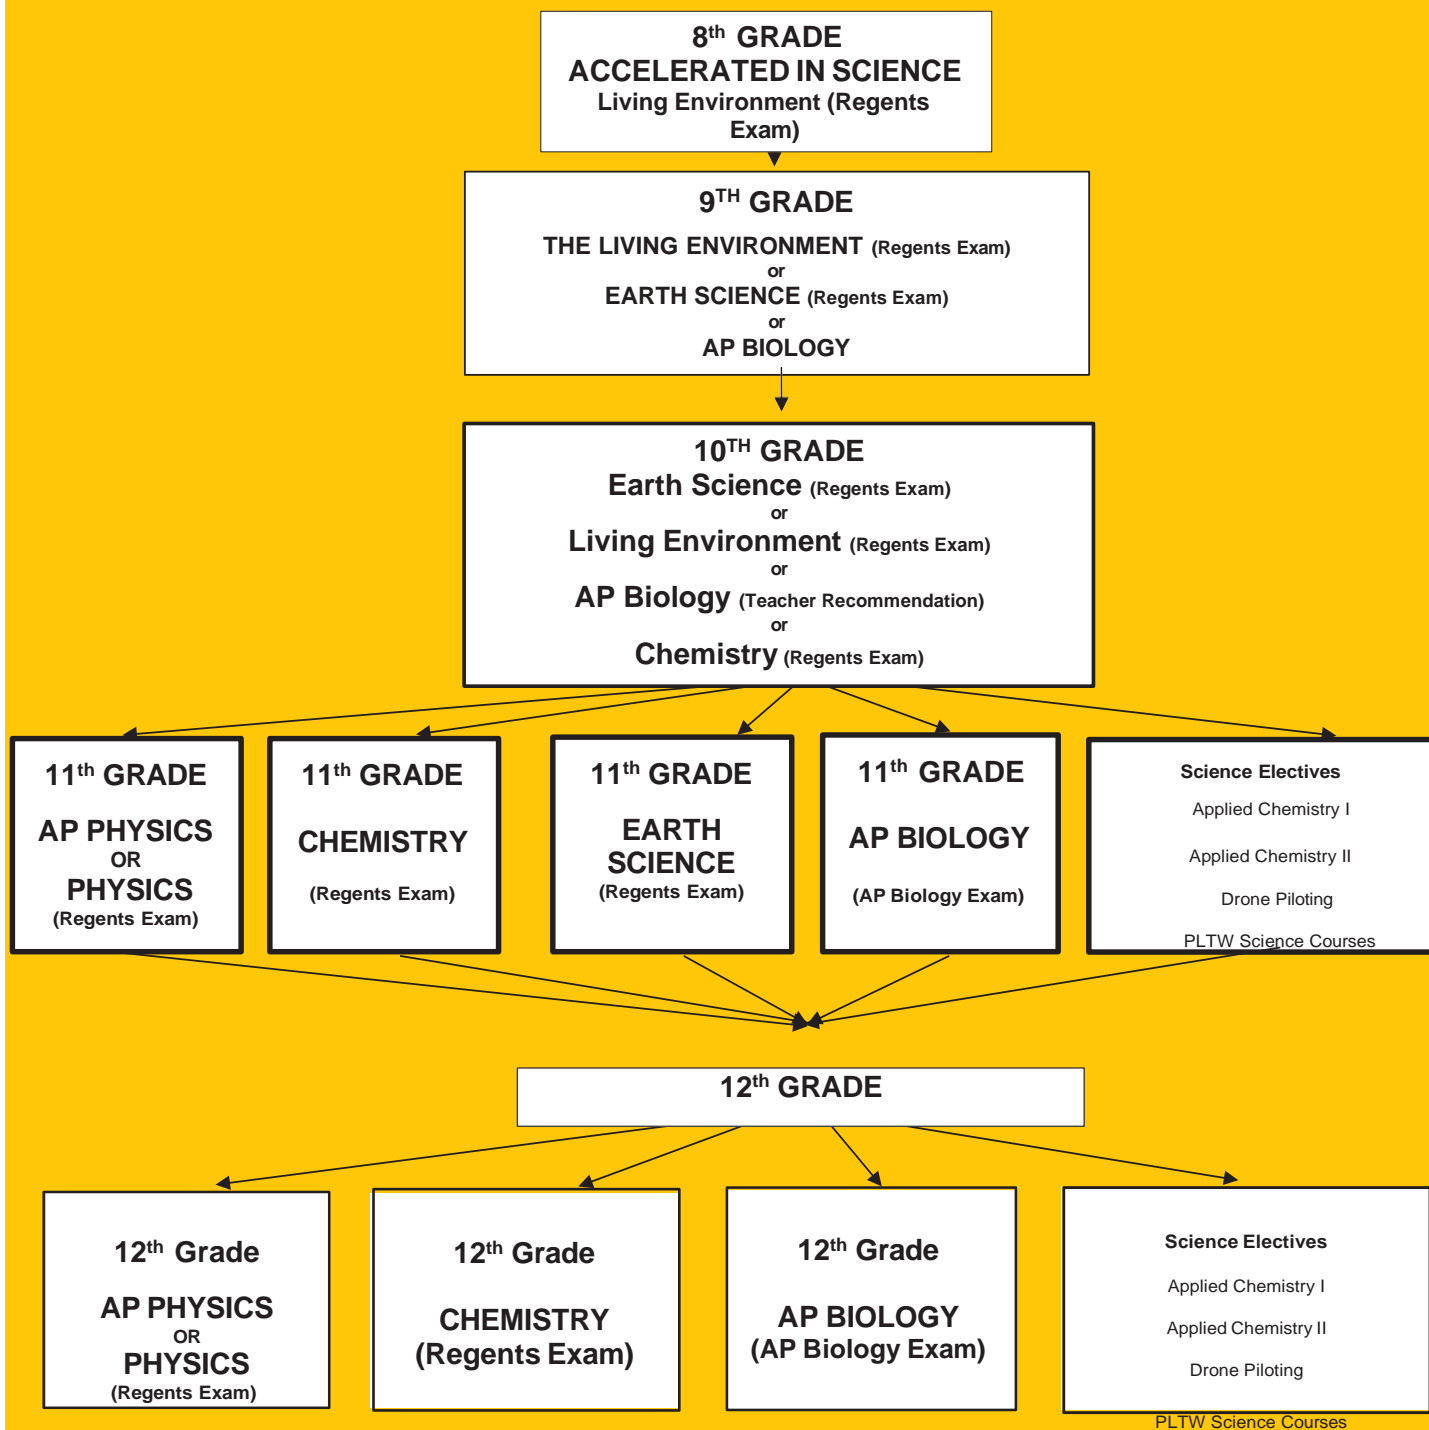 8th GRADE
ACCELERATED IN SCIENCE
Living Environment (Regents
Exam)
9TH GRADE
THE LIVING ENVIRONMENT (Regents Exam)
or
EARTH SCIENCE (Regents Exam)
or
AP BIOLOGY
10TH GRADE
Earth Science (Regents Exam)
or
Living Environment (Regents Exam)
or
AP Biology (Teacher Recommendation)
or
Chemistry (Regents Exam)
11th GRADE
AP PHYSICS
OR
PHYSICS
(Regents Exam)
11th GRADE
CHEMISTRY
(Regents Exam)
11th GRADE
EARTH
SCIENCE
(Regents Exam)
11th GRADE
AP BIOLOGY
(AP Biology Exam)
Science Electives
Applied Chemistry I
Applied Chemistry II
Drone Piloting
PLTW Science Courses
12th GRADE
12th Grade
AP PHYSICS
OR
PHYSICS
(Regents Exam)
12th Grade
CHEMISTRY
(Regents Exam)
12th Grade
AP BIOLOGY
(AP Biology Exam)
Science Electives
Applied Chemistry I
Applied Chemistry II
Drone Piloting
PLTW Science Courses